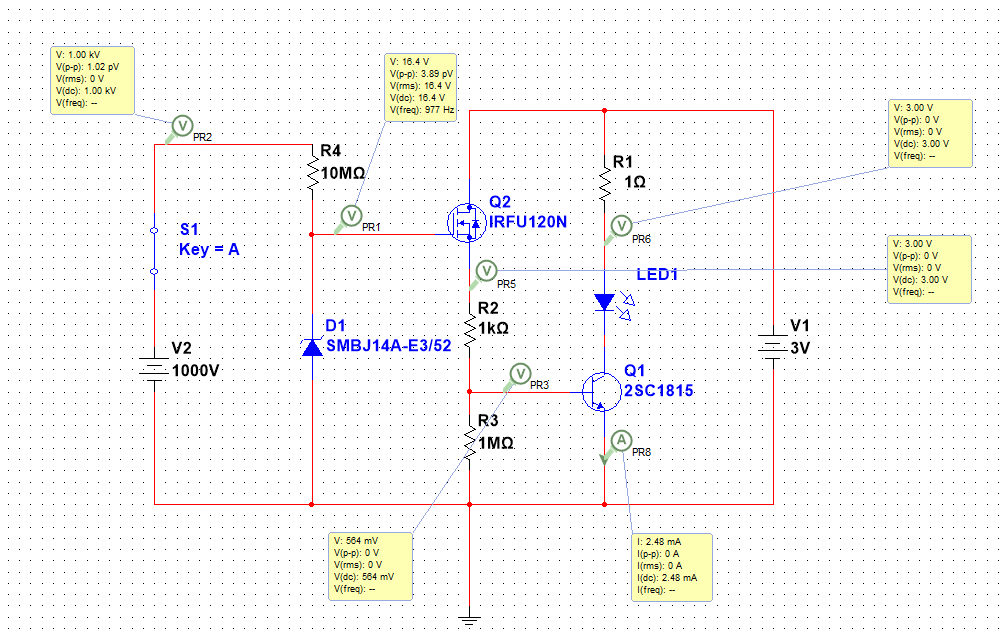 V: 1.00 kV
V(p-p): 1.02 pV
V(rms): 0 V
V(dc): 1.00 kV
V(freq): --
PR2
V: 16.4 V
V(p-p): 3.89 pV
V(rms): 16.4 V
V(dc): 16.4 V
V(freq): 977 Hz
V: 3.00 V
V(p-p): 0 V
V(rms): 0 V
V(dc): 3.00 V
V(freq): --
V
R4
10MΩ
R1
1Ω
V
PR1
Q2
IRFU120N
V
PR6
S1
Key = A
V
PR5
LED1
V: 3.00 V
V(p-p): 0 V
V(rms): 0 V
V(dc): 3.00 V
V(freq): --
R2
1kΩ
D1
SMBJ14A-E3/52
V1
3V
V2
1000V
V
PR3
Q1
2SC1815
R3
1MΩ
A
PR8
V: 564 mV
V(p-p): 0 V
V(rms): 0 V
V(dc): 564 mV
V(freq): --
I: 2.48 mA
I(p-p): 0 A
I(rms): 0 A
I(dc): 2.48 mA
I(freq): --